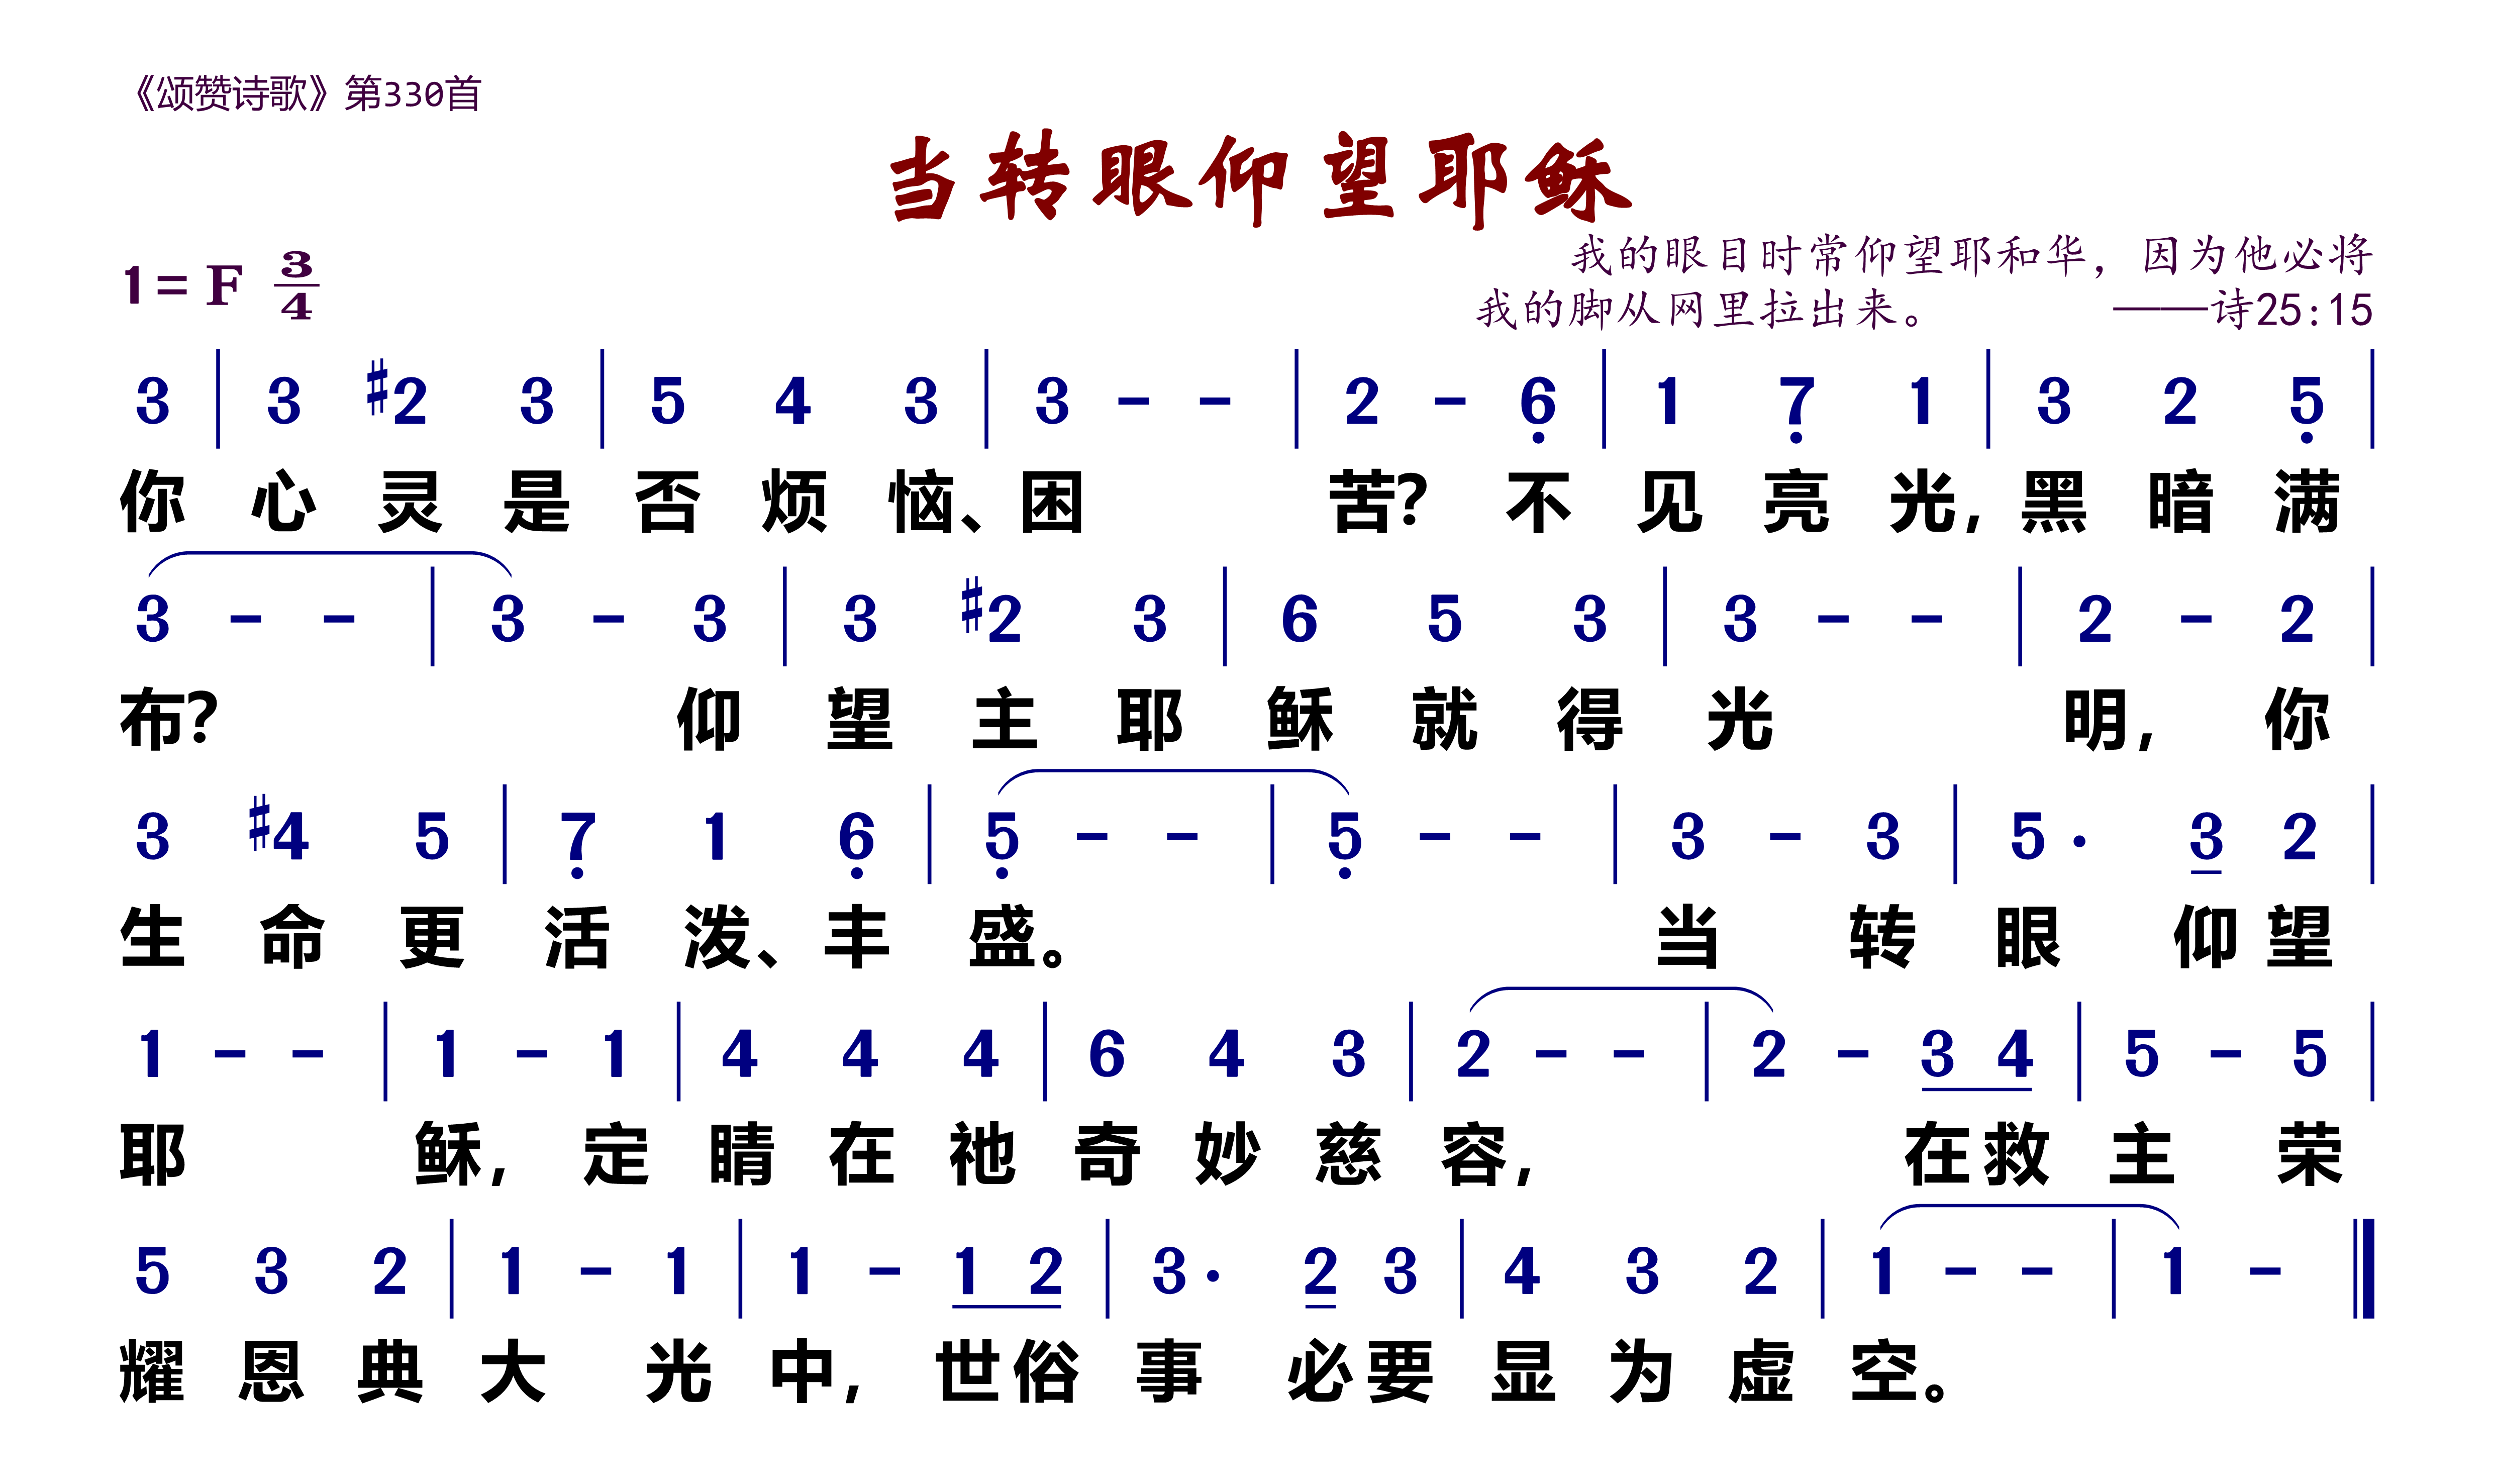 《颂赞诗歌》第330首
当转眼仰望耶稣
1= F 3/4
我的眼目时常仰望耶和华，因为他必将
我的脚从网里拉出来。 ——诗25:15
3 | 3 #2 3 | 5 4 3 | 3 - - | 2 - 6̣ | 1 7̣ 1 | 3 2 5̣ |
你心灵是否烦恼、困苦？不见亮光，黑暗满
3 - - | 3 - 3 | 3 #2 3 | 6 5 3 | 3 - - | 2 - 2 |
布？仰望主耶稣就得光明，你
3 #4 5 | 7̣ 1 6̣ | 5̣ - - | 5̣ - - | 3 - 3 | 5 · 3 2 |
生命更活泼、丰盛。当转眼仰望
1 - - | 1 - 1 | 4 4 4 | 6 4 3 | 2 - - | 2 - 3 4 | 5 - 5 |
耶稣，定睛在祂奇妙慈容，在救主荣
5 3 2 | 1 - 1 | 1 - 1 2 | 3 · 2 3 | 4 3 2 | 1 - - | 1 - ‖
耀恩典大光中，世俗事必要显为虚空。